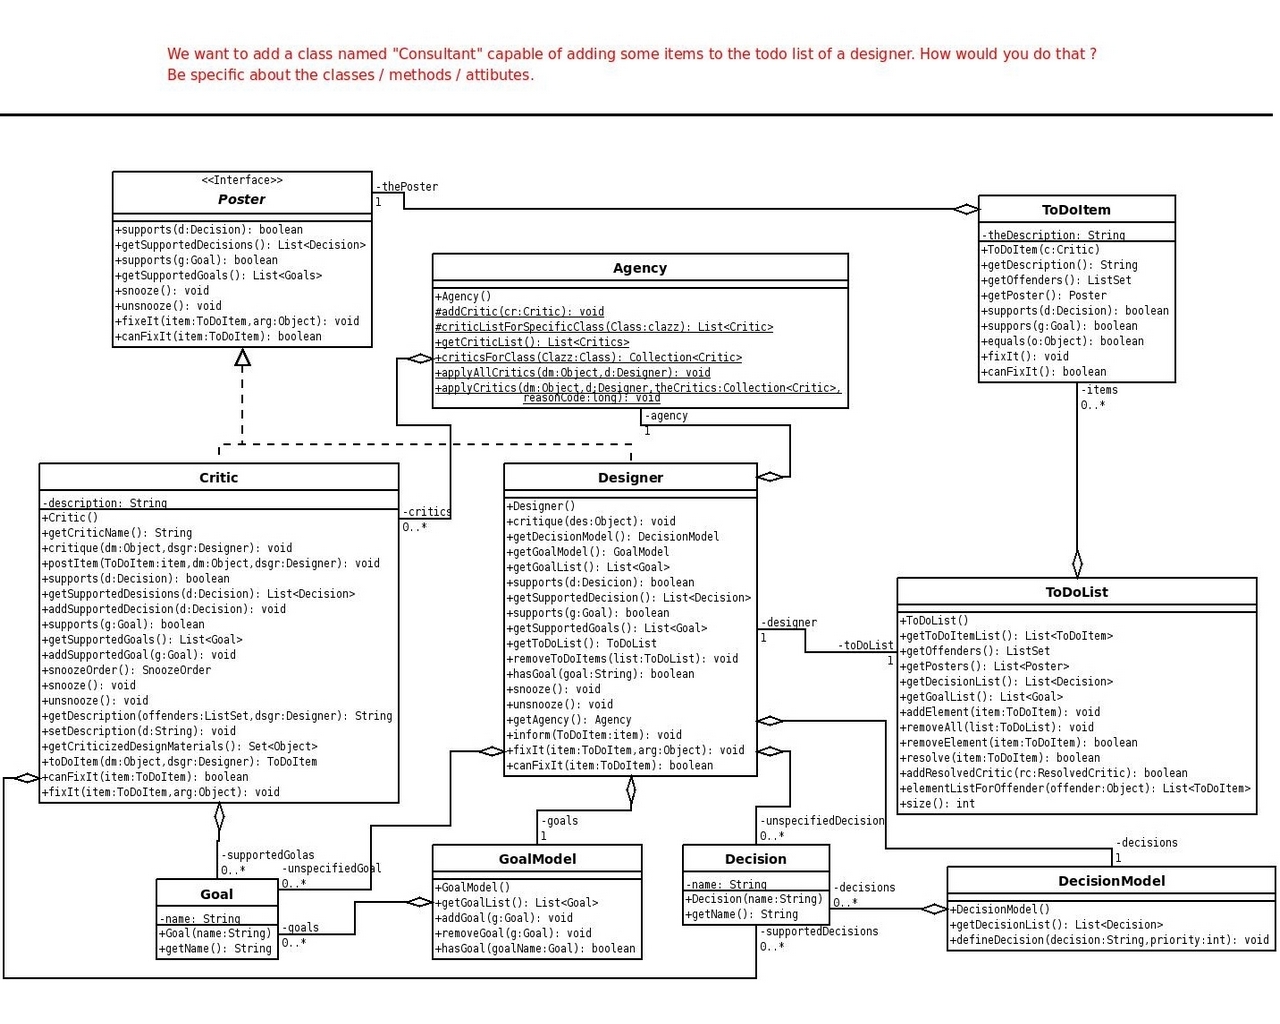 We want to add a class named "Consultant" capable of adding some items to the todo list of a designer. How would you do that ?
Be specific about the classes / methods / attibutes.
<<Interface>>
Poster
+supports(d:Decision): boolean
+getSupportedDecisions(): List<Decision>
+supports(g:Goal): boolean
+getSupportedGoals(): List<Goals>
+snooze(): void
+unsnooze(): void
+fixeIt(item:ToDoItem,arg:Object): void
+canFixIt(item:ToDoItem): boolean
-thePoster
1
ToDoItem
-theDescription: String
+ToDoItem(c:Critic)
+getDescription(): String
+getOffenders(): ListSet
+getPoster(): Poster
+supports(d:Decision): boolean
+suppors(g:Goal): boolean
+equals(o:Object): boolean
+fixIt(): void
+canFixIt(): boolean
-items
0..*
Agency
+Agency()
#addCritic(cr:Critic): void
#criticListForSpecificClass(Class:clazz): List<Critic>
+getCriticList(): List<Critics>
+criticsForClass(Clazz:Class): Collection<Critic>
+applyAllCritics(dm:Object,d:Designer): void
+applyCritics(dm:Object,d:Designer,theCritics:Collection<Critic>,
reasonCode:long): void
-agency
1
Critic
-description: String
+Critic()
+getCriticName(): String
+critique(dm:Object,dsgr:Designer): void
+postItem(ToDoItem:item,dm:Object,dsgr:Designer): void
+supports(d:Decision): boolean
+getSupportedDesisions(d:Decision): List<Decision>
+addSupportedDecision(d:Decision): void
+supports(g:Goal): boolean
+getSupportedGoals(): List<Goal>
+addSupportedGoal(g:Goal): void
+snoozeOrder(): SnoozeOrder
+snooze(): void
+unsnooze(): void
+getDescription(offenders:ListSet,dsgr:Designer): String
+setDescription(d:String): void
+getCriticizedDesignMaterials(): Set<Object>
+toDoItem(dm:Object,dsgr:Designer): ToDoItem
+canFixIt(item:ToDoItem): boolean
+fixIt(item:ToDoItem,arg:Object): void
-critics
0..*
Designer
+Designer()
+critique(des:Object): void
+getDecisionModel(): DecisionModel
+getGoalModel(): GoalModel
+getGoalList(): List<Goal>
+supports(d:Desicion): boolean
+getSupportedDecision(): List<Decision>
+supports(g:Goal): boolean
+getSupportedGoals(): List<Goal>
+getToDoList(): ToDoList
+removeToDoItems(list:ToDoList): void
+hasGoal(goal:String): boolean
+snooze(): void
+unsnooze(): void
+getAgency(): Agency
+inform(ToDoItem:item): void
+fixIt(item:ToDoItem,arg:Object): void
+canFixIt(item:ToDoItem): boolean
-designer
1
-toDoList
1
ToDoList
+ToDoList()
+getToDoItemList(): List<ToDoItem>
+getOffenders(): ListSet
+getPosters(): List<Poster>
+getDecisionList(): List<Decision>
+getGoalList(): List<Goal>
+addElement(item:ToDoItem): void
+removeAll(list:ToDoList): void
+removeElement(item:ToDoItem): boolean
+resolve(item:ToDoItem): boolean
+addResolvedCritic(rc:ResolvedCritic): boolean
+elementListForOffender(offender:Object): List<ToDoItem>
+size(): int
-supportedGolas
0..*
-unspecifiedGoal
0..*
-goals
1
-unspecifiedDecision
0..*
-decisions
1
Goal
-name: String
+Goal(name:String)
+getName(): String
-goals
0..*
GoalModel
+GoalModel()
+getGoalList(): List<Goal>
+addGoal(g:Goal): void
+removeGoal(g:Goal): void
+hasGoal(goalName:Goal): boolean
Decision
-name: String
+Decision(name:String)
+getName(): String
-decisions
0..*
-supportedDecisions
0..*
DecisionModel
+DecisionModel()
+getDecisionList(): List<Decision>
+defineDecision(decision:String,priority:int): void